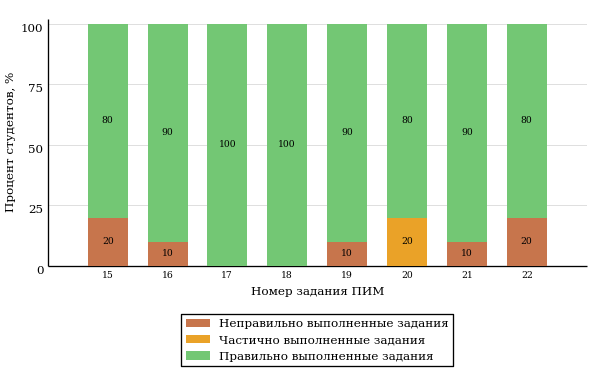 Процент студентов, %
100
75
50
25
0
80 90 100 100 90 80 90 80
20 10 10 20 10 20
15 16 17 18 19 20 21 22
Номер задания ПИМ
Неправильно выполненные задания
Частично выполненные задания
Правильно выполненные задания